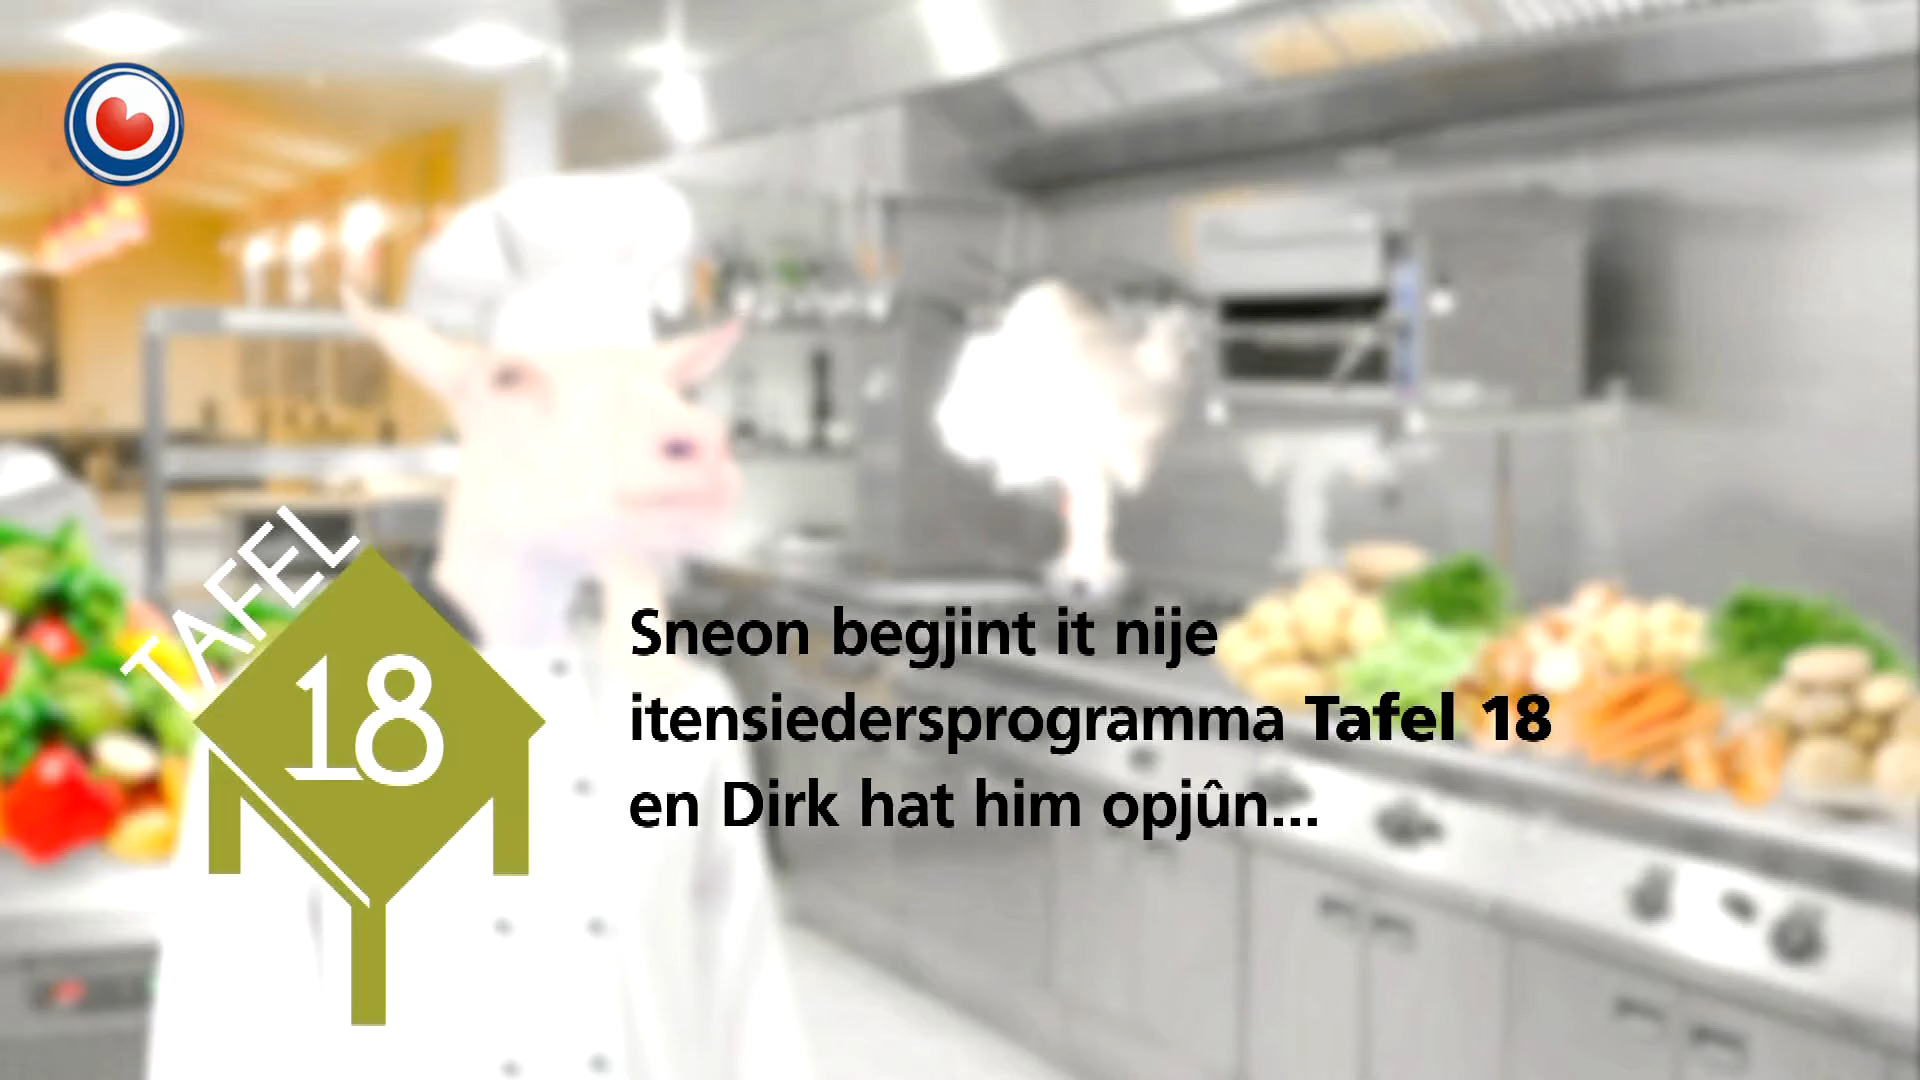 TAFEL
18
Sneon begjint it nije
itensiedersprogramma Tafel 18
en Dirk hat him opjûn...